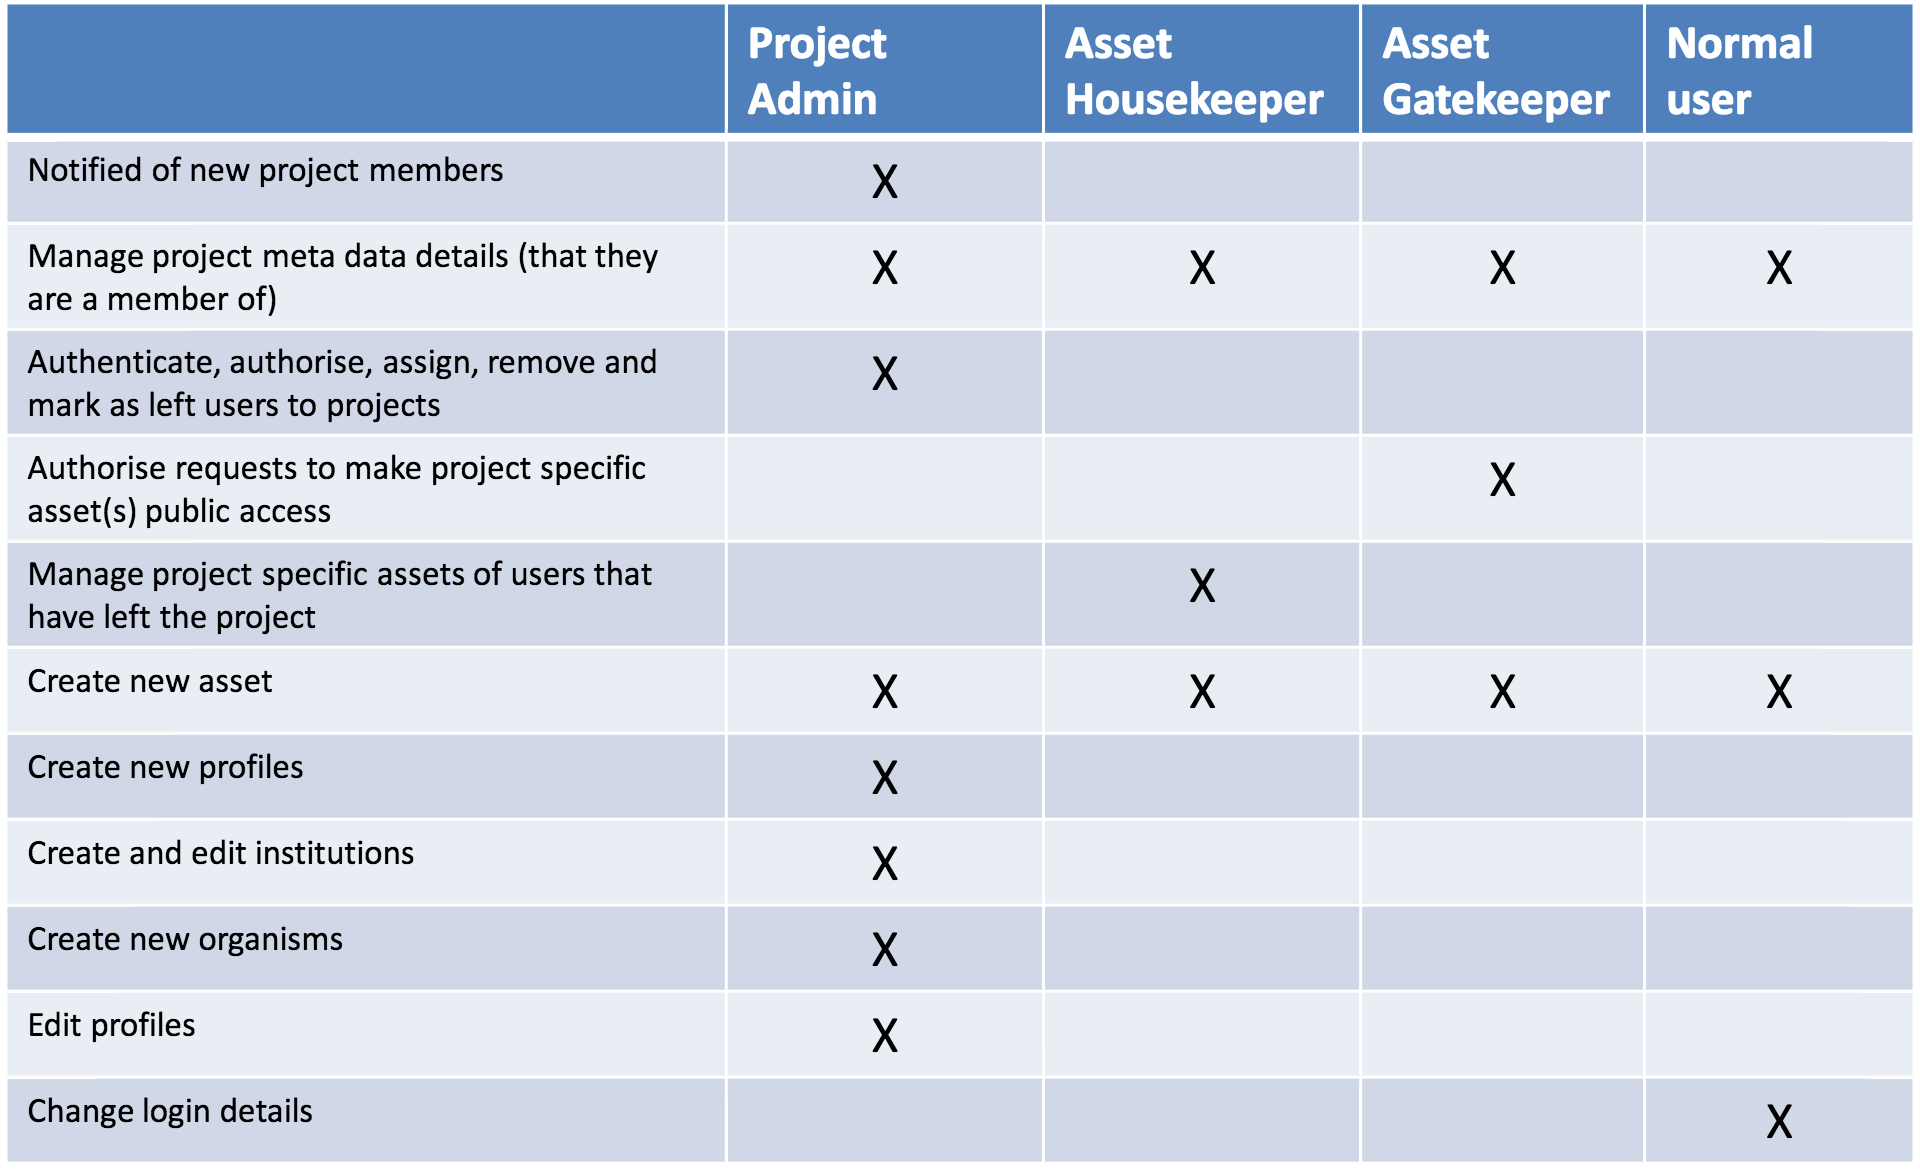 Project Admin
Asset Housekeeper
Asset Gatekeeper
Normal user
Notified of new project members
X
Manage project meta data details (that they
are a member of)
X X X X
Authenticate, authorise, assign, remove and
mark as left users to projects
X
Authorise requests to make project specific
asset(s) public access
X
Manage project specific assets of users that
have left the project
X
Create new asset
X X X X
Create new profiles
X
Create and edit institutions
X
Create new organisms
X
Edit profiles
X
Change login details
X